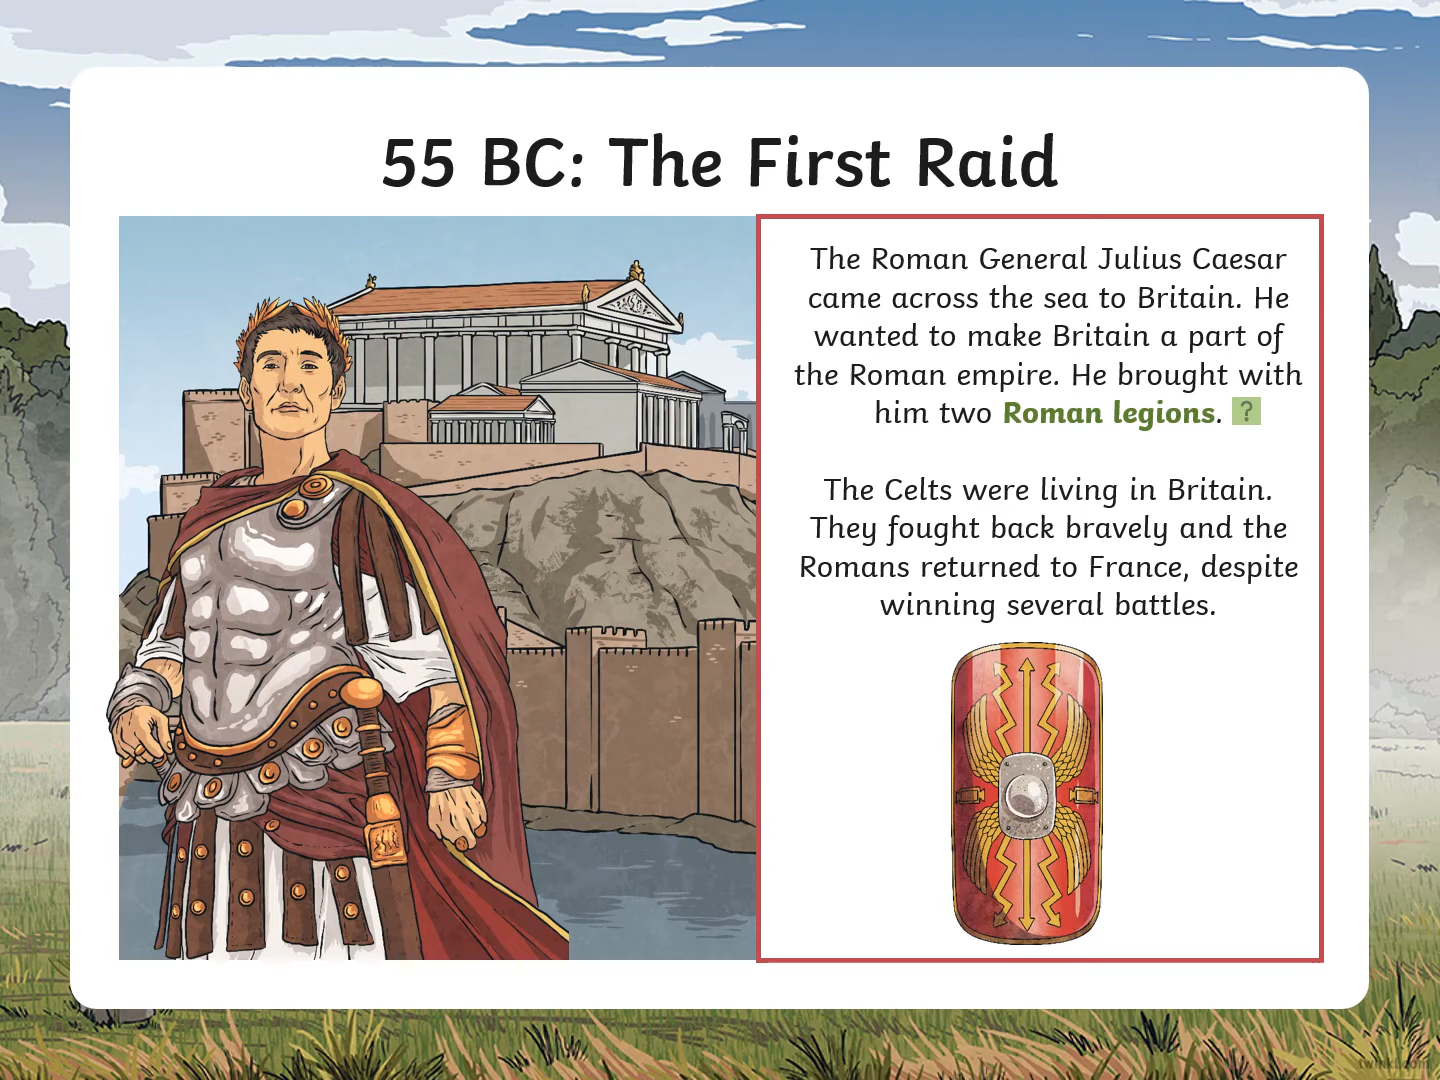 55 BC: The First Raid
The Roman General Julius Caesar
came across the sea to Britain. He
wanted to make Britain a part of
the Roman empire. He brought with
him two Roman legions. ?
The Celts were living in Britain.
They fought back bravely and the
Romans returned to France, despite
winning several battles.
twinkl.com